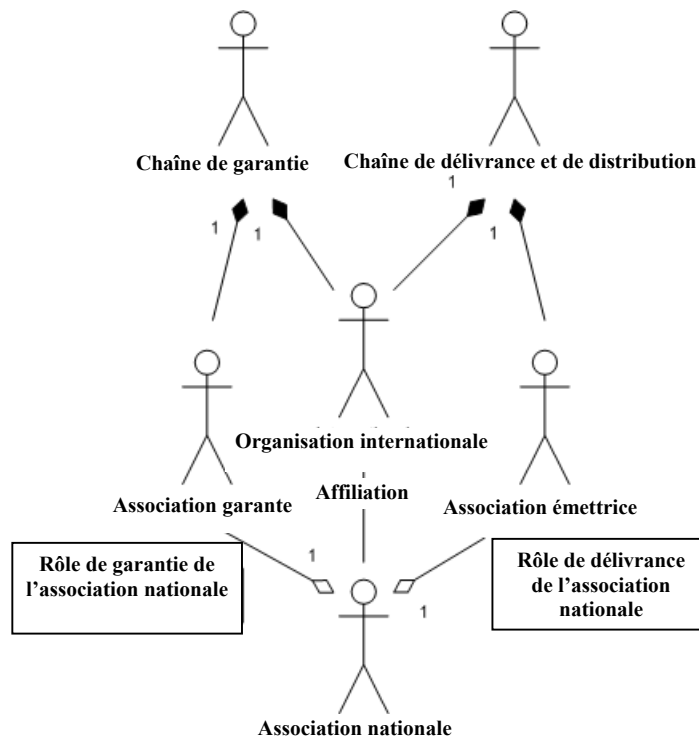 Chaîne de garantie
Chaîne de délivrance et de distribution
1
1
1
1
Organisation internationale
Affiliation
Association garante
Association émettrice
Rôle de garantie de
l'association nationale
1
Rôle de délivrance
de l'association
nationale
1
Association nationale